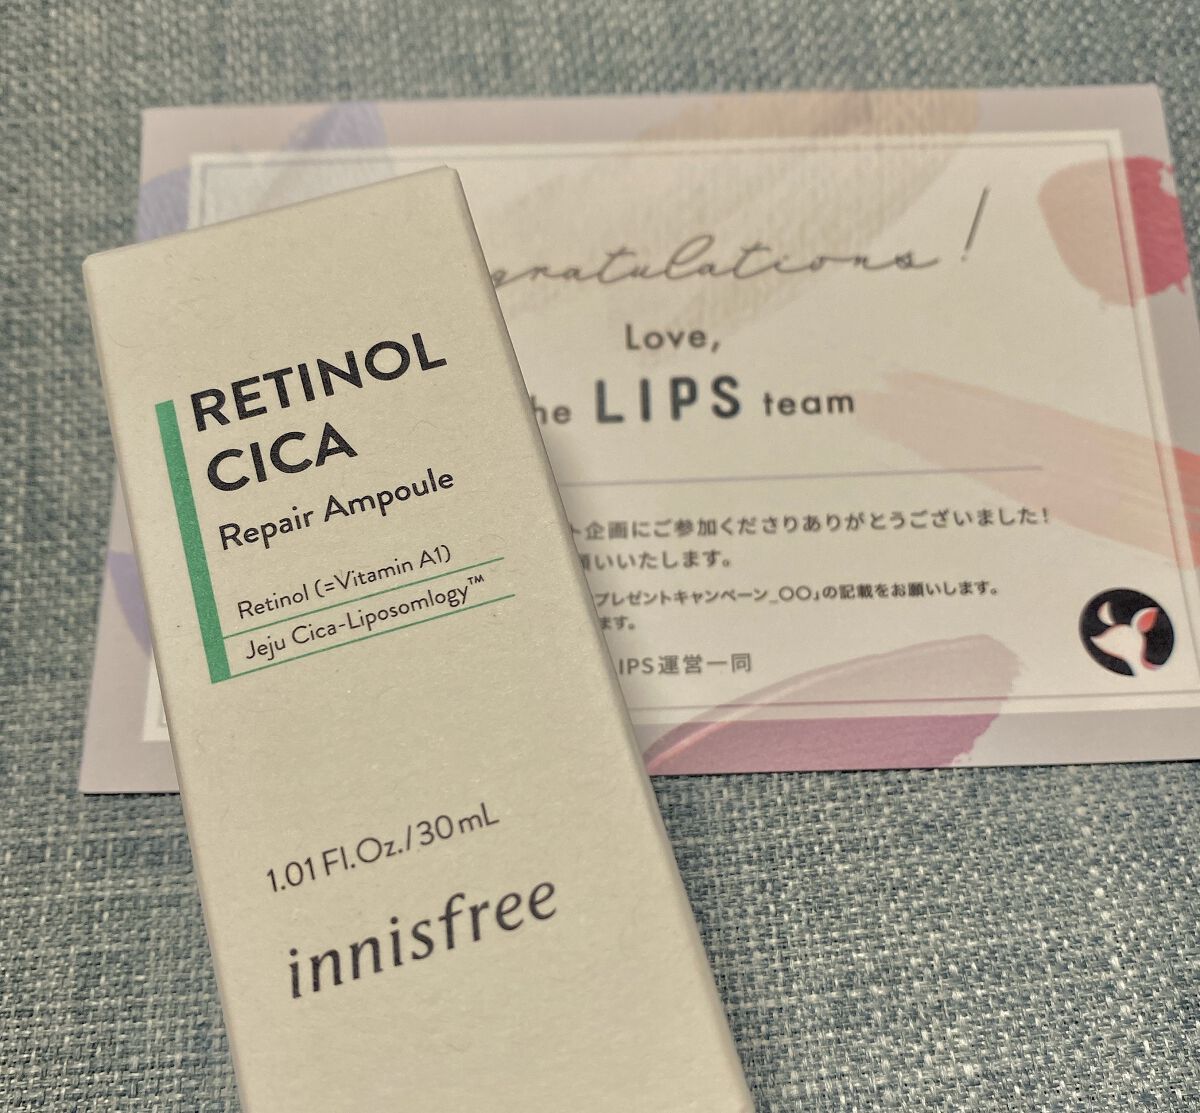 RETINOL
CICA
Repair Ampoule
Retinol (=Vitamin A1)
Jeju Cica-Liposomlogy™
1.01 Fl.Oz./30mL
innisfree
gratulations!
Love,
he LIPS team
ト企画にご参加くださりありがとうございました!
願いいたします。
プレゼントキャンペーン_〇〇」の記載をお願いします。
ます。
IPS運営一同